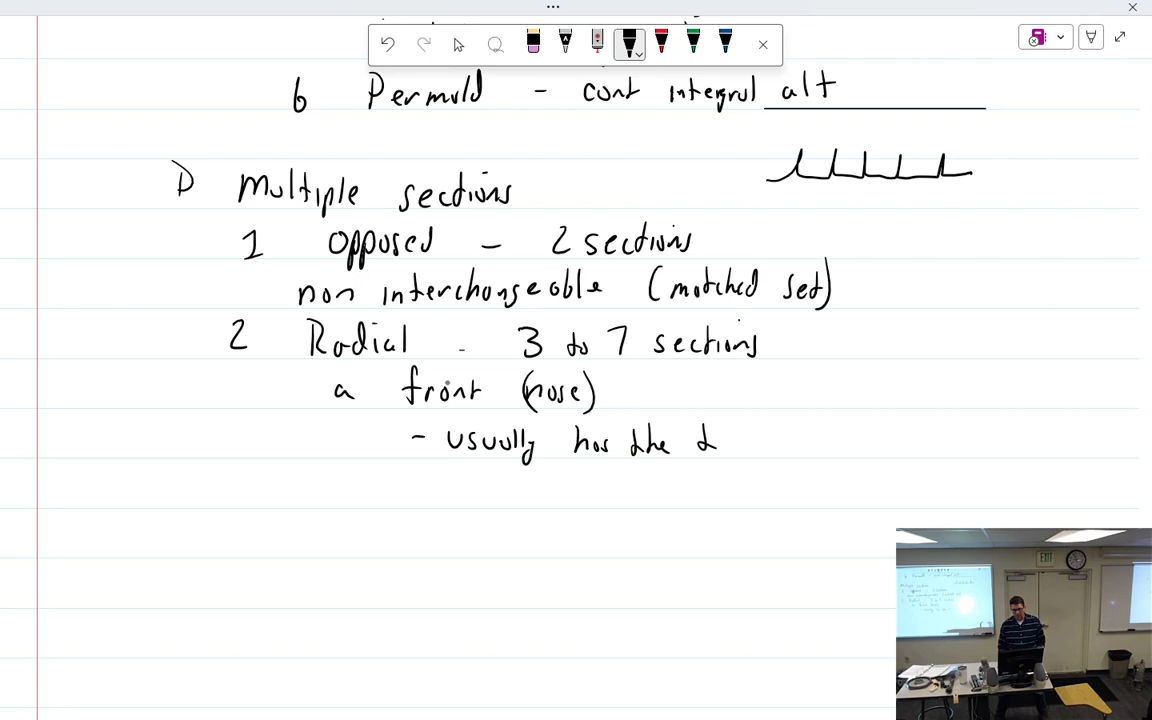 6 Permold - cont integral alt
D Multiple sections
1 opposed - 2 sections
non interchangeable (matched set)
2 Radial - 3 to 7 sections
a front (nose)
- usually has the t
EXIT